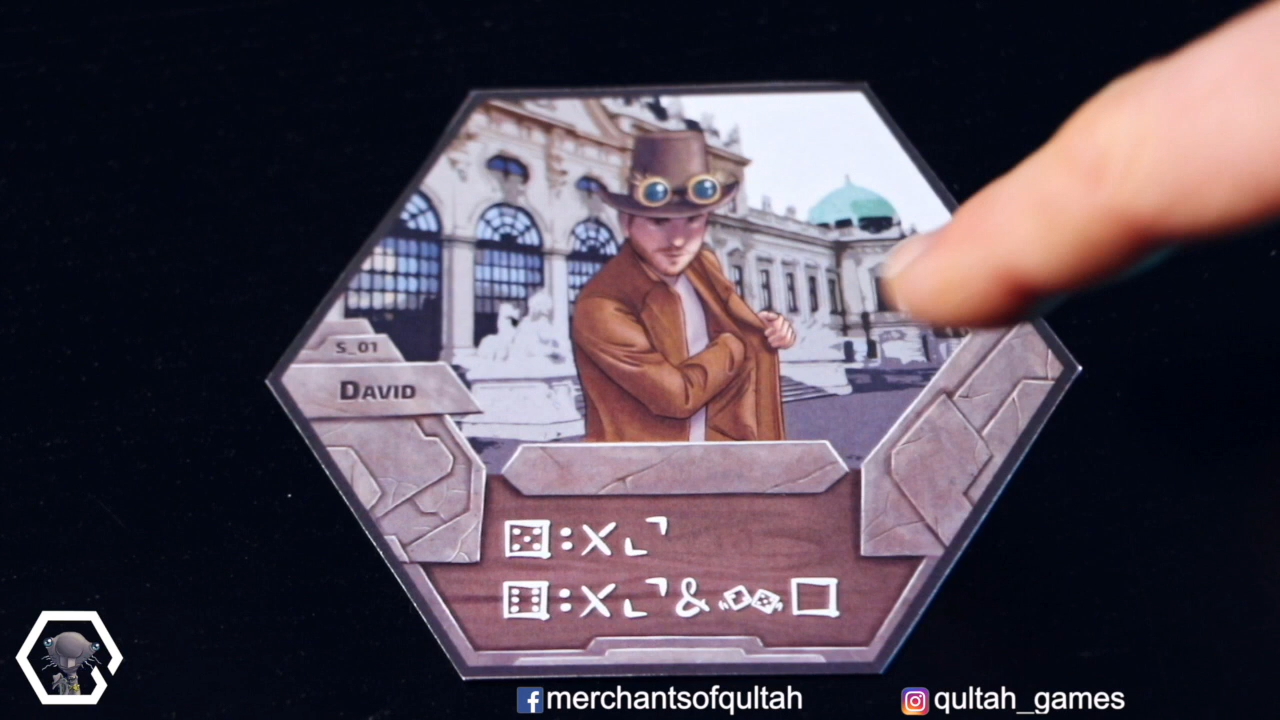 S_01
DAVID
: X
: X &
merchantsofqultah
qultah_games